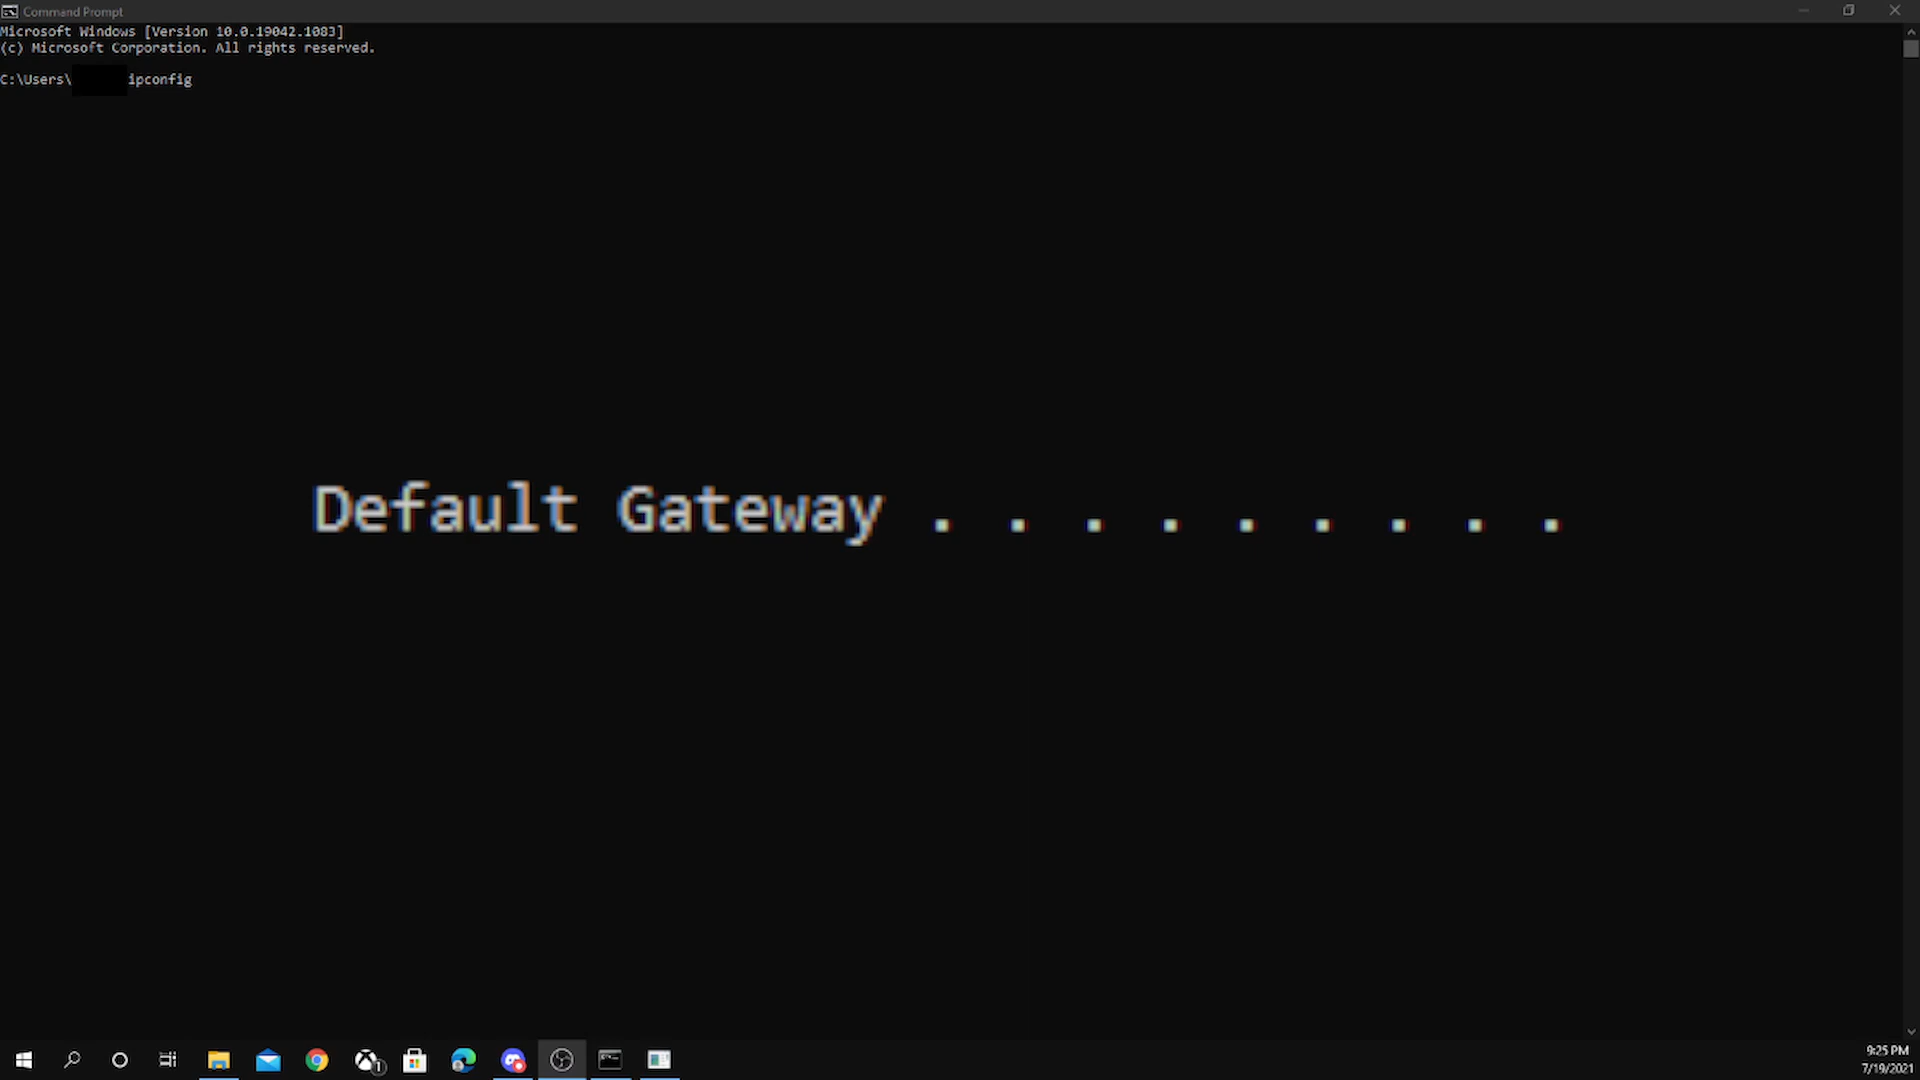 Command Prompt
Microsoft Windows [Version 10.0.19042.1083]
(c) Microsoft Corporation. All rights reserved.
C:\Users\ ipconfig
Default Gateway . . . . . . . . .
1
9:25 PM
7/19/2021